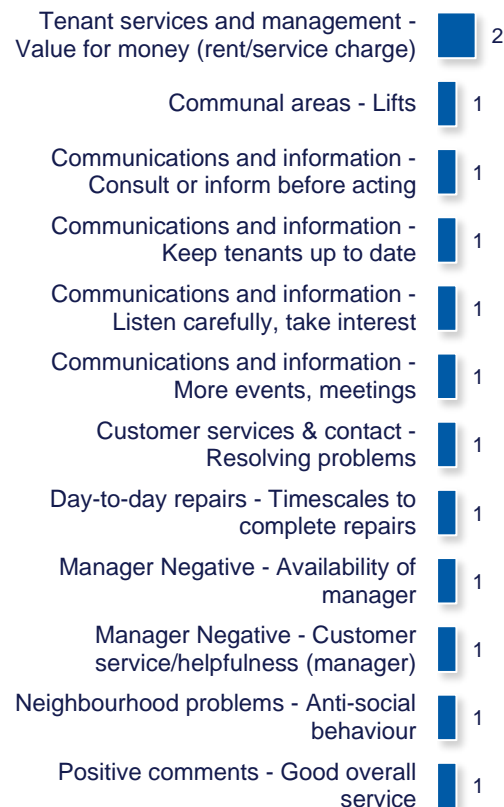 Tenant services and management -
Value for money (rent/service charge)
2
Communal areas - Lifts
1
Communications and information -
Consult or inform before acting
1
Communications and information -
Keep tenants up to date
1
Communications and information -
Listen carefully, take interest
1
Communications and information -
More events, meetings
1
Customer services & contact -
Resolving problems
1
Day-to-day repairs - Timescales to
complete repairs
1
Manager Negative - Availability of
manager
1
Manager Negative - Customer
service/helpfulness (manager)
1
Neighbourhood problems - Anti-social
behaviour
1
Positive comments - Good overall
service
1